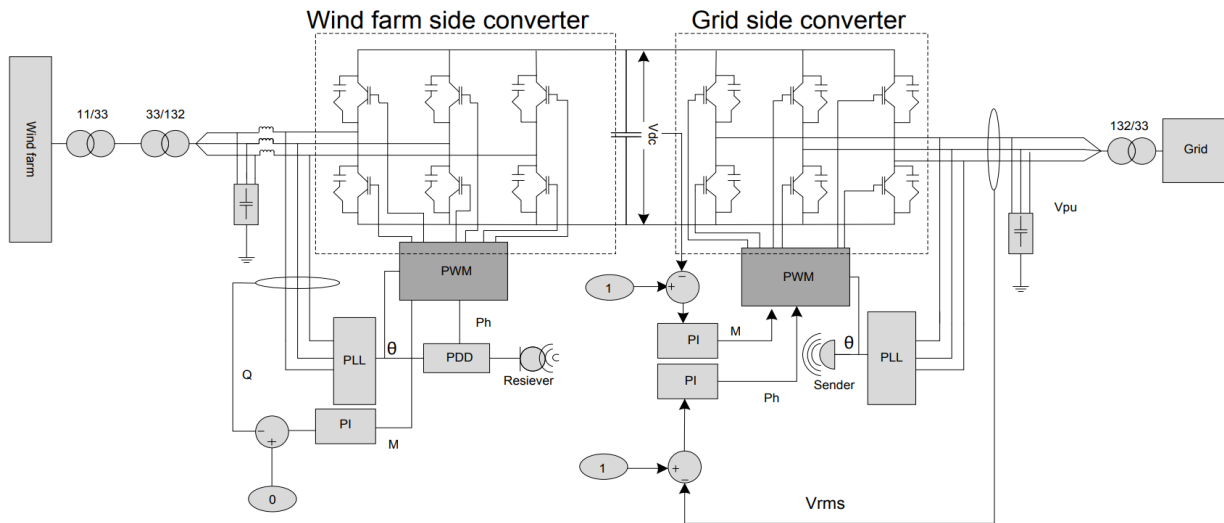 Wind farm side converter
Grid side converter
Wind farm
11/33
33/132
Vdc
132/33
Grid
Vpu
PWM
PWM
1
+
−
Ph
PI
M
θ
PLL
PDD
Resiever
PI
Ph
Sender
θ
PLL
Q
−
+
PI
M
0
1
+
−
Vrms